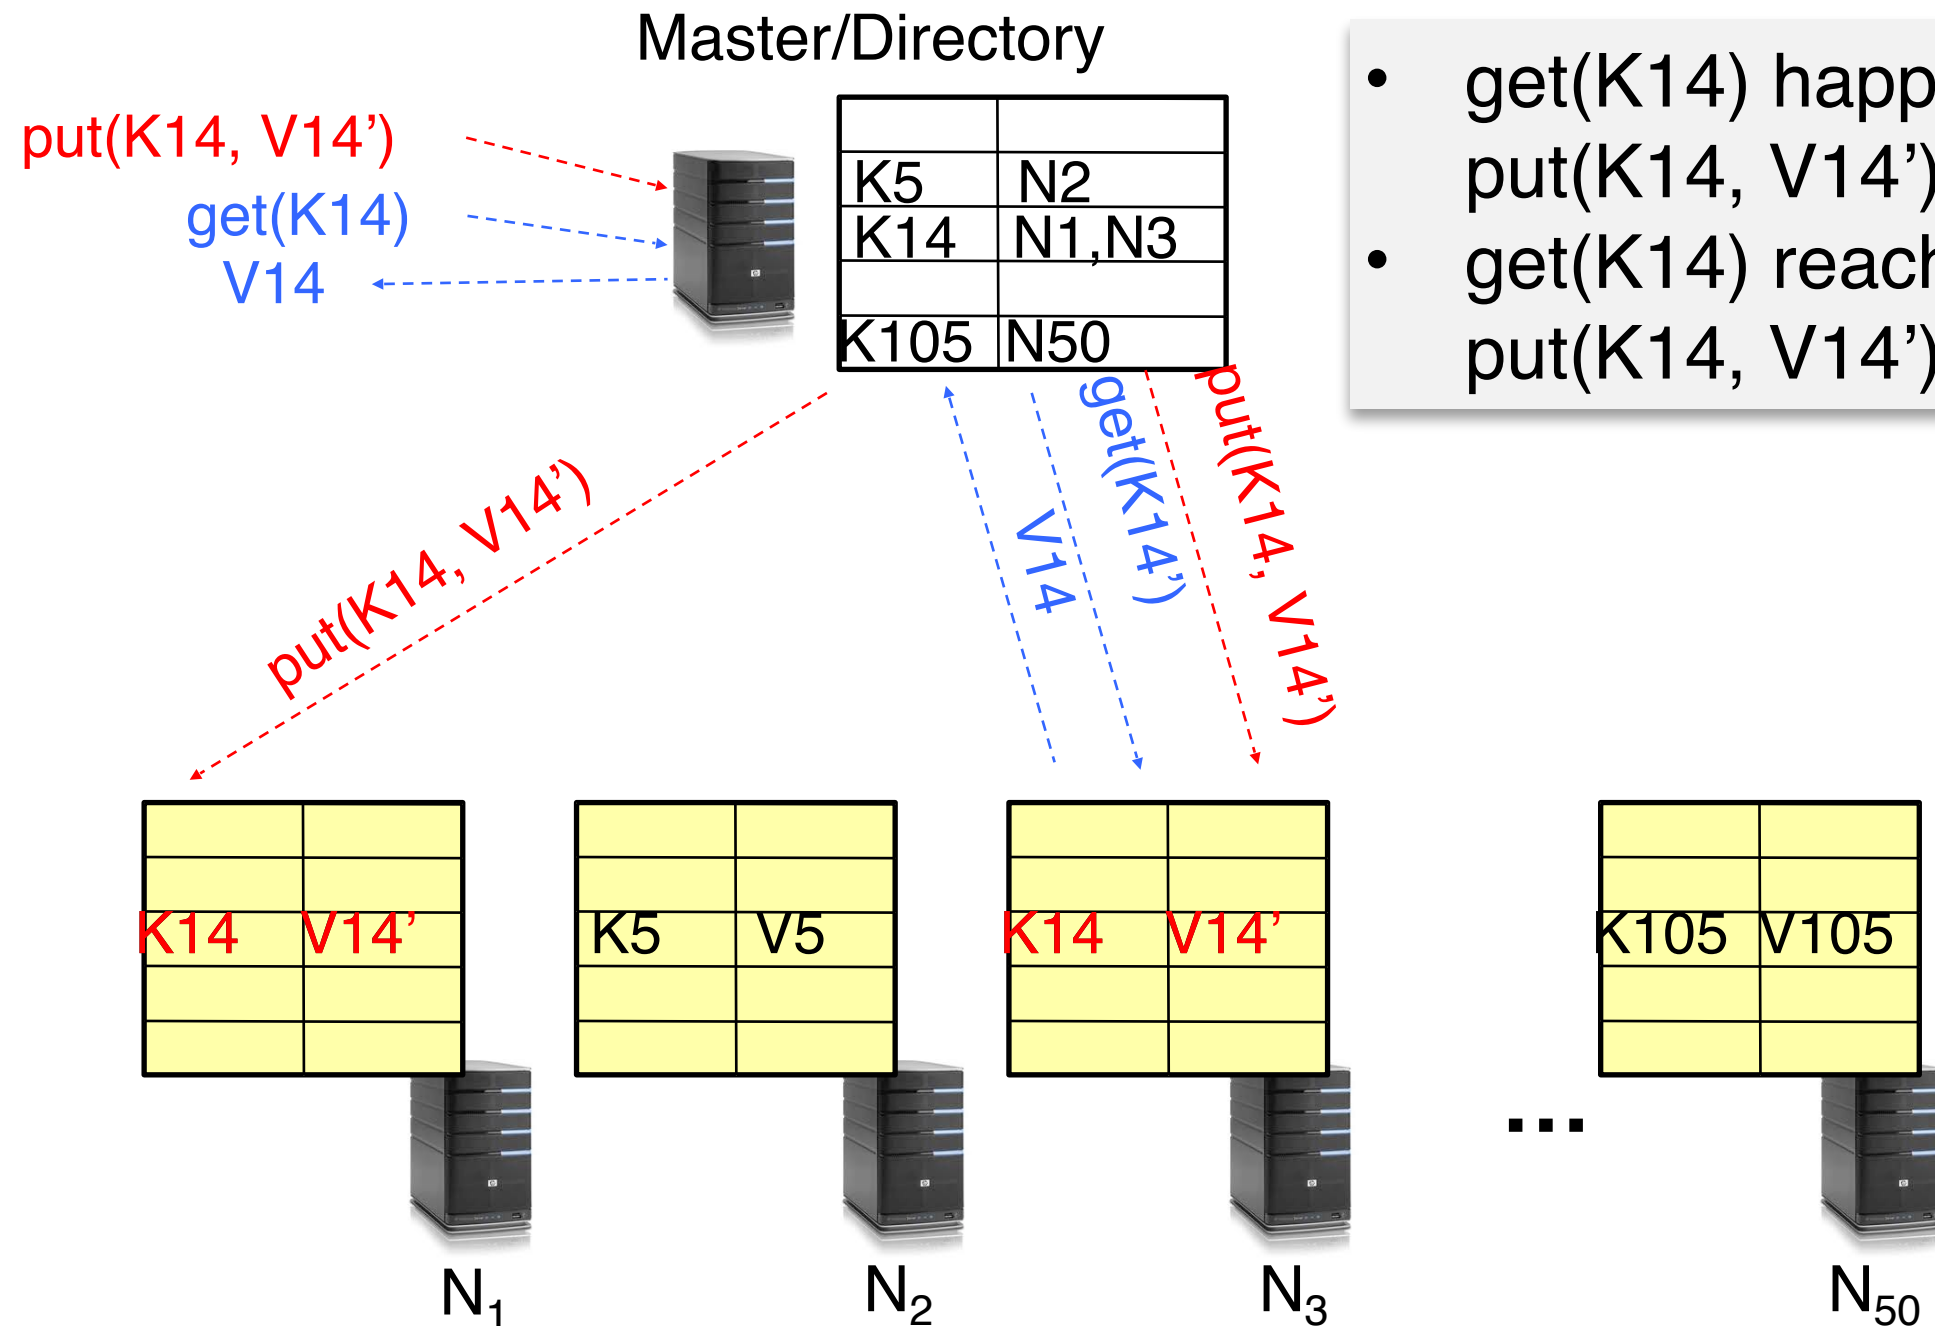 Master/Directory
• get(K14) happ
put(K14, V14’)
• get(K14) reach
put(K14, V14’)
put(K14, V14’)
get(K14)
V14
K5 N2
K14 N1,N3
K105 N50
put(K14, V14’)
V14
get(K14’)
put(K14, V14’)
K14 V14’
K5 V5
K14 V14’
K105 V105
...
N1
N2
N3
N50